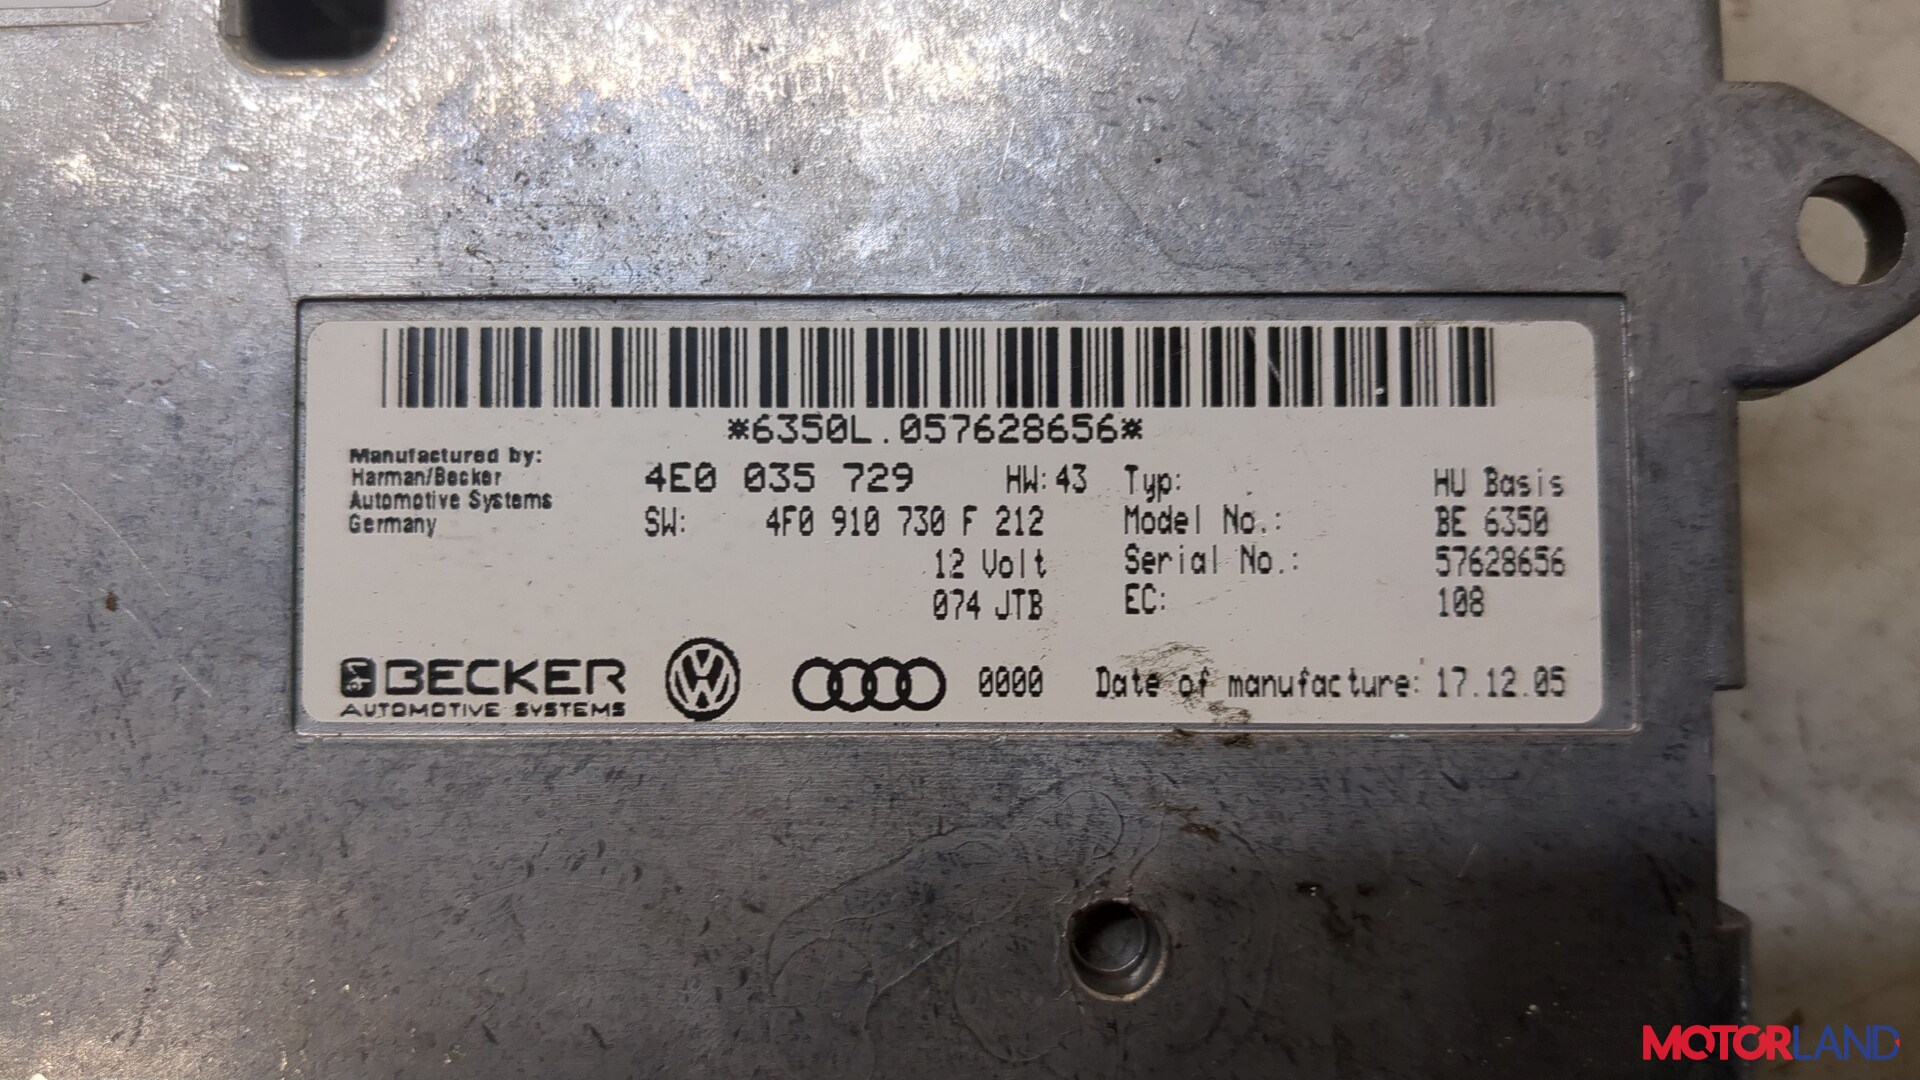 *6350L.057628656*
Manufactured by:
Harman/Becker
Automotive Systems
Germany
4E0 035 729 HW: 43
SW: 4F0 910 730 F 212
12 Volt
074 JTB
Typ: HU Basis
Model No.: BE 6350
Serial No.: 57628656
EC: 108
BECKER
AUTOMOTIVE SYSTEMS
0000 Date of manufacture: 17.12.05
MOTORLAND